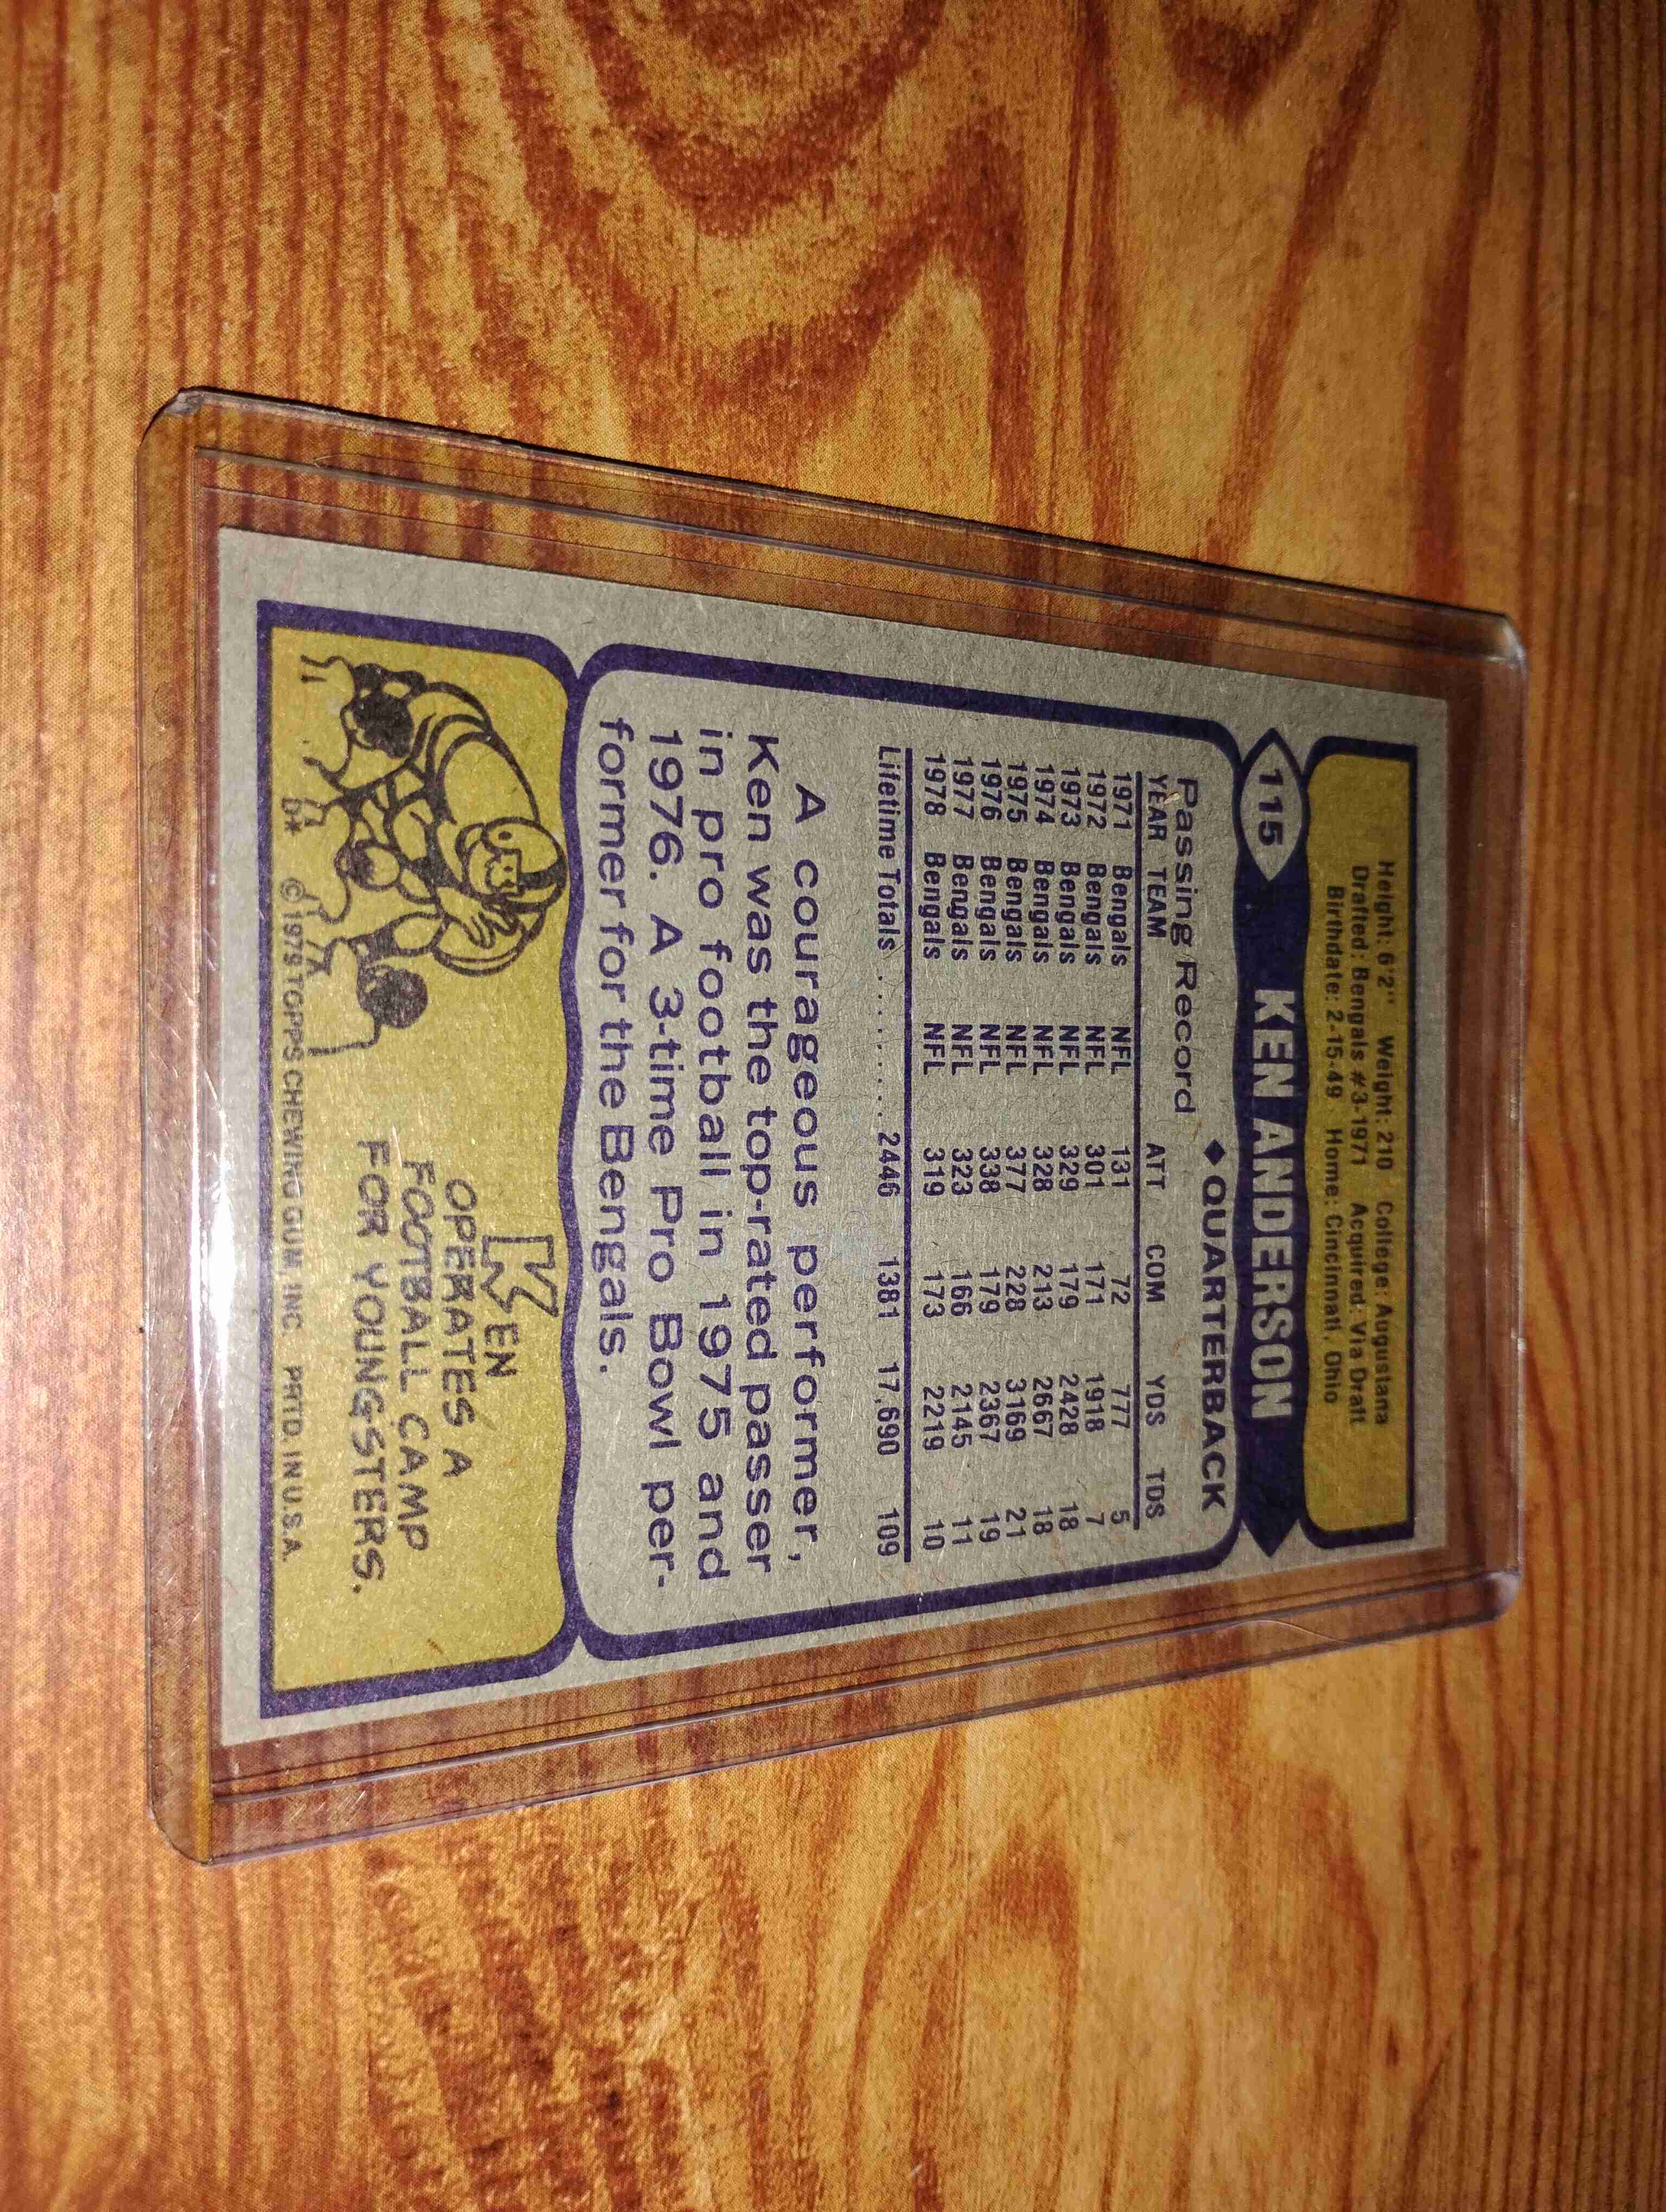 Height: 6'2" Weight: 210 College: Augustana
Drafted: Bengals #3-1971 Acquired: Via Draft
Birthdate: 2-15-49 Home: Cincinnati, Ohio
115 KEN ANDERSON
◆QUARTERBACK
Passing Record
YEAR TEAM ATT COM YDS TDS
1971 Bengals NFL 131 72 777 5
1972 Bengals NFL 301 171 1918 7
1973 Bengals NFL 329 179 2428 18
1974 Bengals NFL 328 213 2667 18
1975 Bengals NFL 377 228 3169 21
1976 Bengals NFL 338 179 2367 19
1977 Bengals NFL 323 166 2145 11
1978 Bengals NFL 319 173 2219 10
Lifetime Totals .......... 2446 1381 17,690 109
A courageous performer,
Ken was the top-rated passer
in pro football in 1975 and
1976. A 3-time Pro Bowl per-
former for the Bengals.
KEN
OPERATES A
FOOTBALL CAMP
FOR YOUNGSTERS.
D* © 1979 TOPPS CHEWING GUM, INC. PRTD. IN U.S.A.